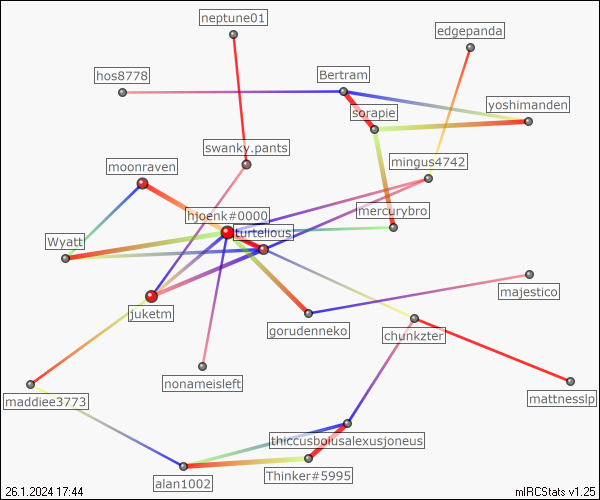 neptune01
edgepanda
hos8778
Bertram
yoshimanden
sorapie
swanky.pants
moonraven
mingus4742
mercurybro
hjoenk#0000
turtelious
Wyatt
majestico
juketm
gorudenneko
chunkzter
nonameisleft
maddiee3773
mattnesslp
thiccusbolusalexusjoneus
Thinker#5995
alan1002
26.1.2024 17:44
mIRCStats v1.25